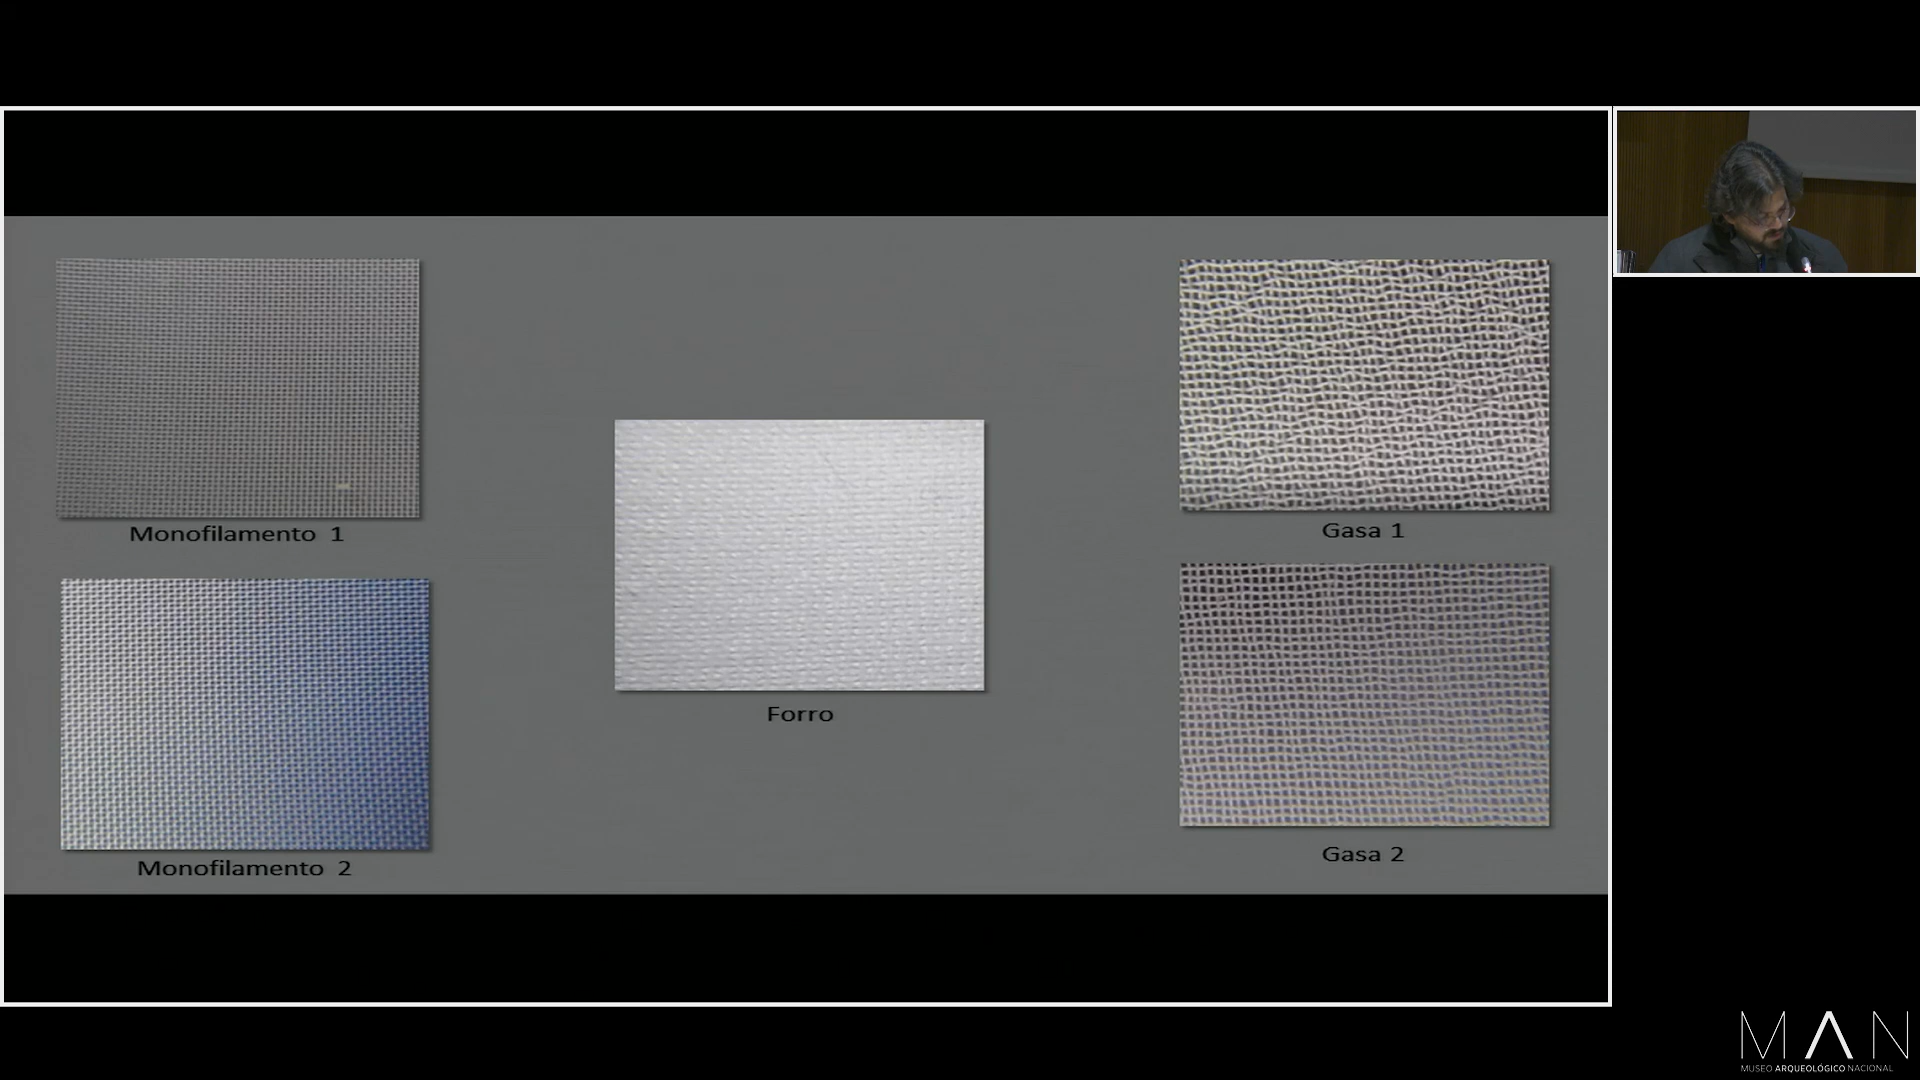 Monofilamento 1
Gasa 1
Forro
Monofilamento 2
Gasa 2
MAN
MUSEO ARQUEOLÓGICO NACIONAL